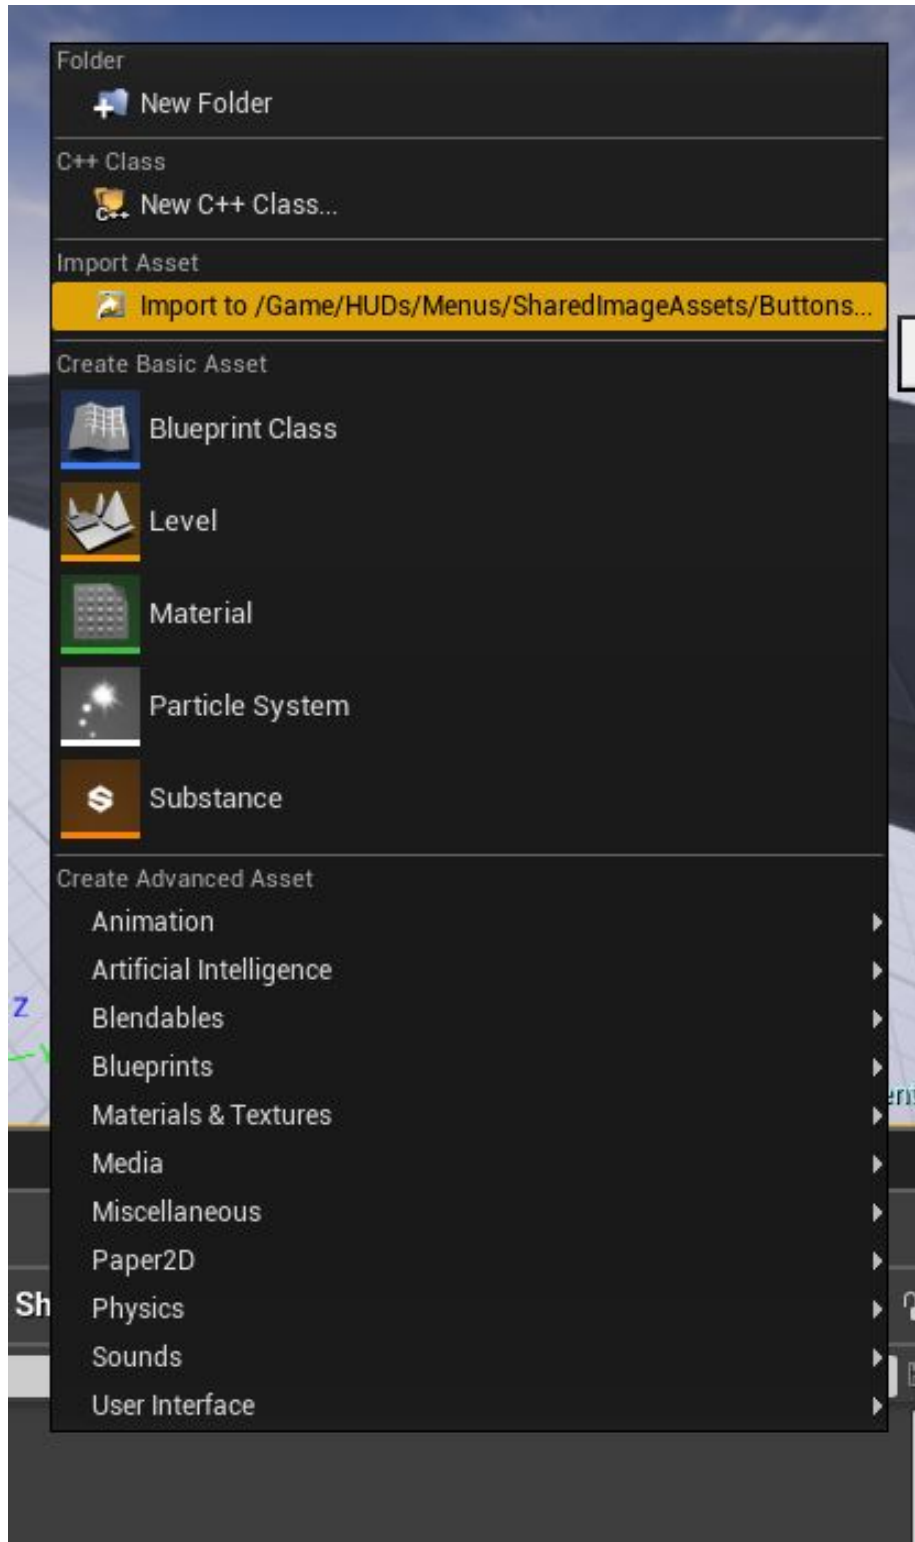 Folder
New Folder
C++ Class
C++
New C++ Class...
Import Asset
Import to /Game/HUDs/Menus/SharedImageAssets/Buttons...
Create Basic Asset
Blueprint Class
Level
Material
Particle System
S
Substance
Create Advanced Asset
Animation
Artificial Intelligence
Z
Blendables
Blueprints
Materials & Textures
Media
Miscellaneous
Paper2D
Sh
Physics
Sounds
User Interface